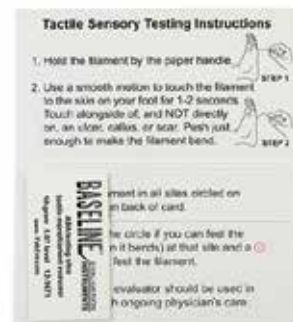 Tactile Sensory Testing Instructions
1. Hold the filament by the paper handle.
STEP 1
2. Use a smooth motion to touch the filament
to the skin on your foot for 1-2 seconds.
Touch alongside of, and NOT directly
on, an ulcer, callus, or scar. Push just
enough to make the filament bend.
STEP 2
ment in all sites circled on
back of card.
he circle if you can feel the
it bends) at that site and a
feel the filament.
evaluator should be used in
ongoing physician's care
BASELINE
INSTRUMENTS